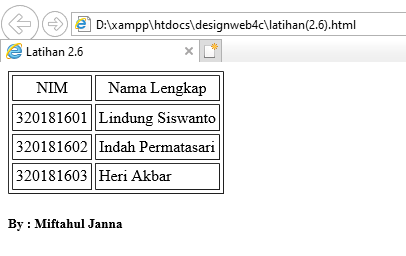 D:\xampp\htdocs\designweb4c\latihan(2.6).html
Latihan 2.6
NIM Nama Lengkap
320181601 Lindung Siswanto
320181602 Indah Permatasari
320181603 Heri Akbar
By : Miftahul Janna